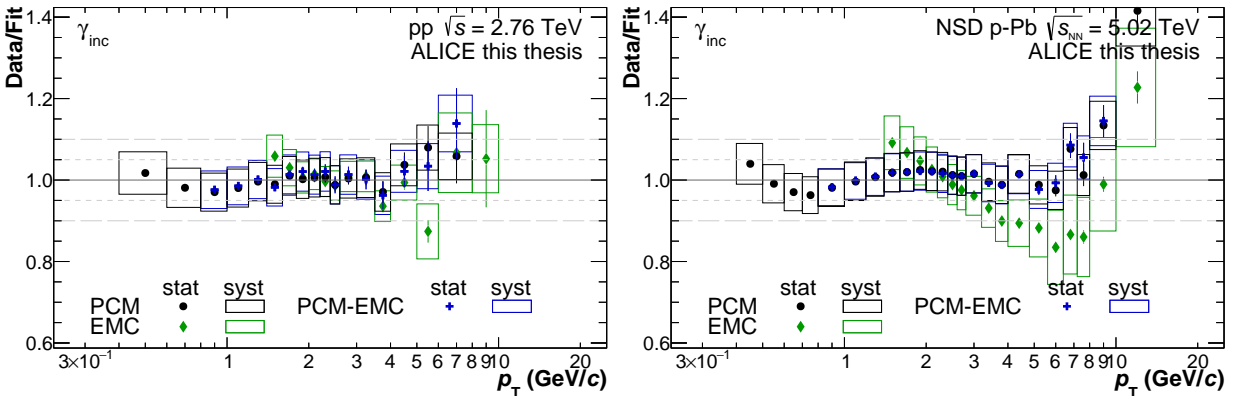 Data/Fit
1.4
1.2
1.0
0.8
0.6
γinc
pp √s = 2.76 TeV
ALICE this thesis
stat syst stat syst
PCM PCM-EMC
EMC
3×10⁻¹ 1 2 3 4 5 6 7 8 910 20
pT (GeV/c)
Data/Fit
1.4
1.2
1.0
0.8
0.6
γinc
NSD p-Pb √sNN = 5.02 TeV
ALICE this thesis
stat syst stat syst
PCM PCM-EMC
EMC
3×10⁻¹ 1 2 3 4 5 6 7 8 910 20
pT (GeV/c)